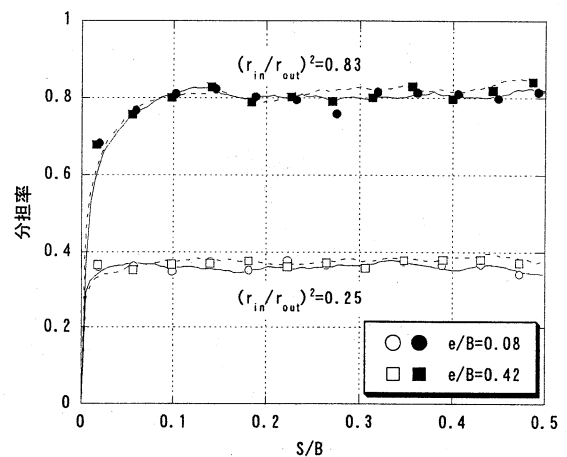 1
(r_in/r_out)²=0.83
0.8
0.6
分担率
0.4
(r_in/r_out)²=0.25
0.2
○ ● e/B=0.08
□ ■ e/B=0.42
0
0 0.1 0.2 0.3 0.4 0.5
S/B